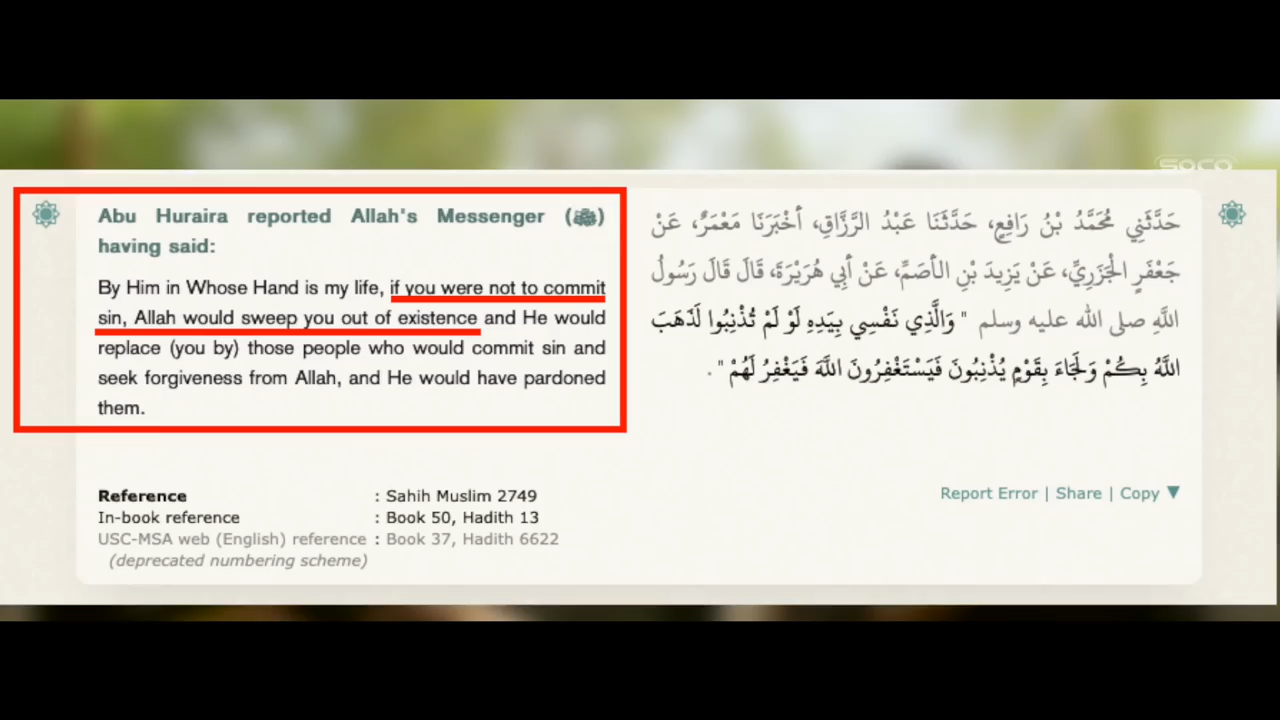 SOCO
Abu Huraira reported Allah's Messenger (ﷺ)
having said:
By Him in Whose Hand is my life, if you were not to commit
sin, Allah would sweep you out of existence and He would
replace (you by) those people who would commit sin and
seek forgiveness from Allah, and He would have pardoned
them.
حَدَّثَنِي مُحَمَّدُ بْنُ رَافِعٍ، حَدَّثَنَا عَبْدُ الرَّزَّاقِ، أَخْبَرَنَا مَعْمَرٌ، عَنْ
جَعْفَرٍ الْجَزَرِيِّ، عَنْ يَزِيدَ بْنِ الأَصَمِّ، عَنْ أَبِي هُرَيْرَةَ، قَالَ قَالَ رَسُولُ
اللَّهِ صلى الله عليه وسلم " وَالَّذِي نَفْسِي بِيَدِهِ لَوْ لَمْ تُذْنِبُوا لَذَهَبَ
اللَّهُ بِكُمْ وَلَجَاءَ بِقَوْمٍ يُذْنِبُونَ فَيَسْتَغْفِرُونَ اللَّهَ فَيَغْفِرُ لَهُمْ " .
Reference : Sahih Muslim 2749
In-book reference : Book 50, Hadith 13
USC-MSA web (English) reference : Book 37, Hadith 6622
(deprecated numbering scheme)
Report Error | Share | Copy ▼